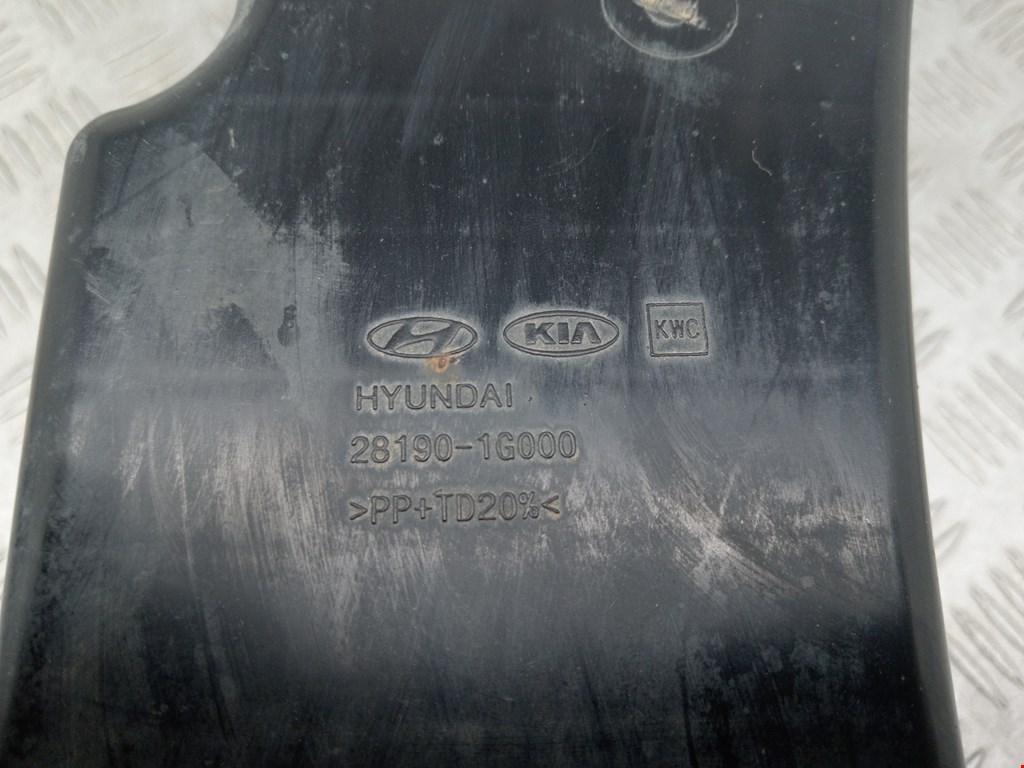 KIA KWC
HYUNDAI
28190-1G000
>PP+TD20%<